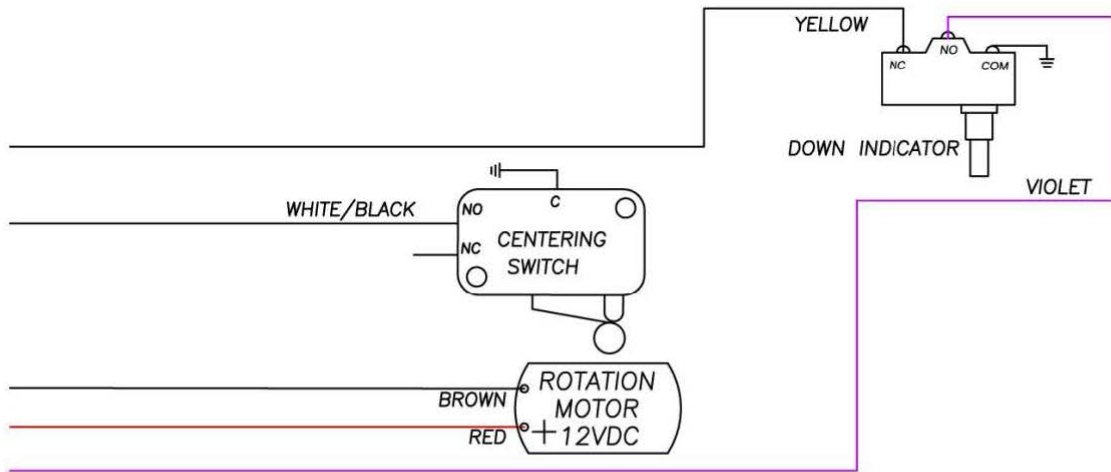 YELLOW
NC
NO
COM
DOWN INDICATOR
VIOLET
WHITE/BLACK
NO
C
NC
CENTERING
SWITCH
BROWN
RED
ROTATION
MOTOR
+12VDC